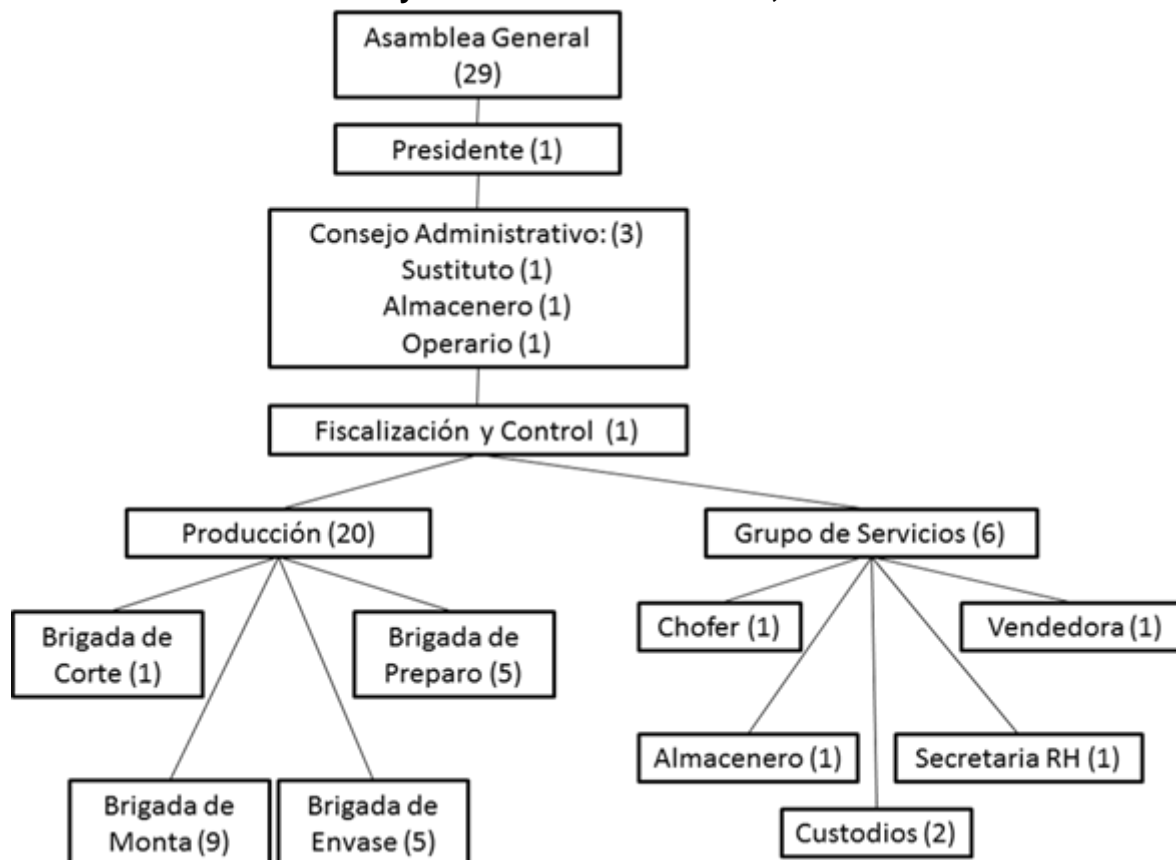 Asamblea General
(29)
Presidente (1)
Consejo Administrativo: (3)
Sustituto (1)
Almacenero (1)
Operario (1)
Fiscalización y Control (1)
Producción (20)
Grupo de Servicios (6)
Brigada de
Corte (1)
Brigada de
Preparo (5)
Chofer (1)
Vendedora (1)
Almacenero (1)
Secretaria RH (1)
Brigada de
Monta (9)
Brigada de
Envase (5)
Custodios (2)